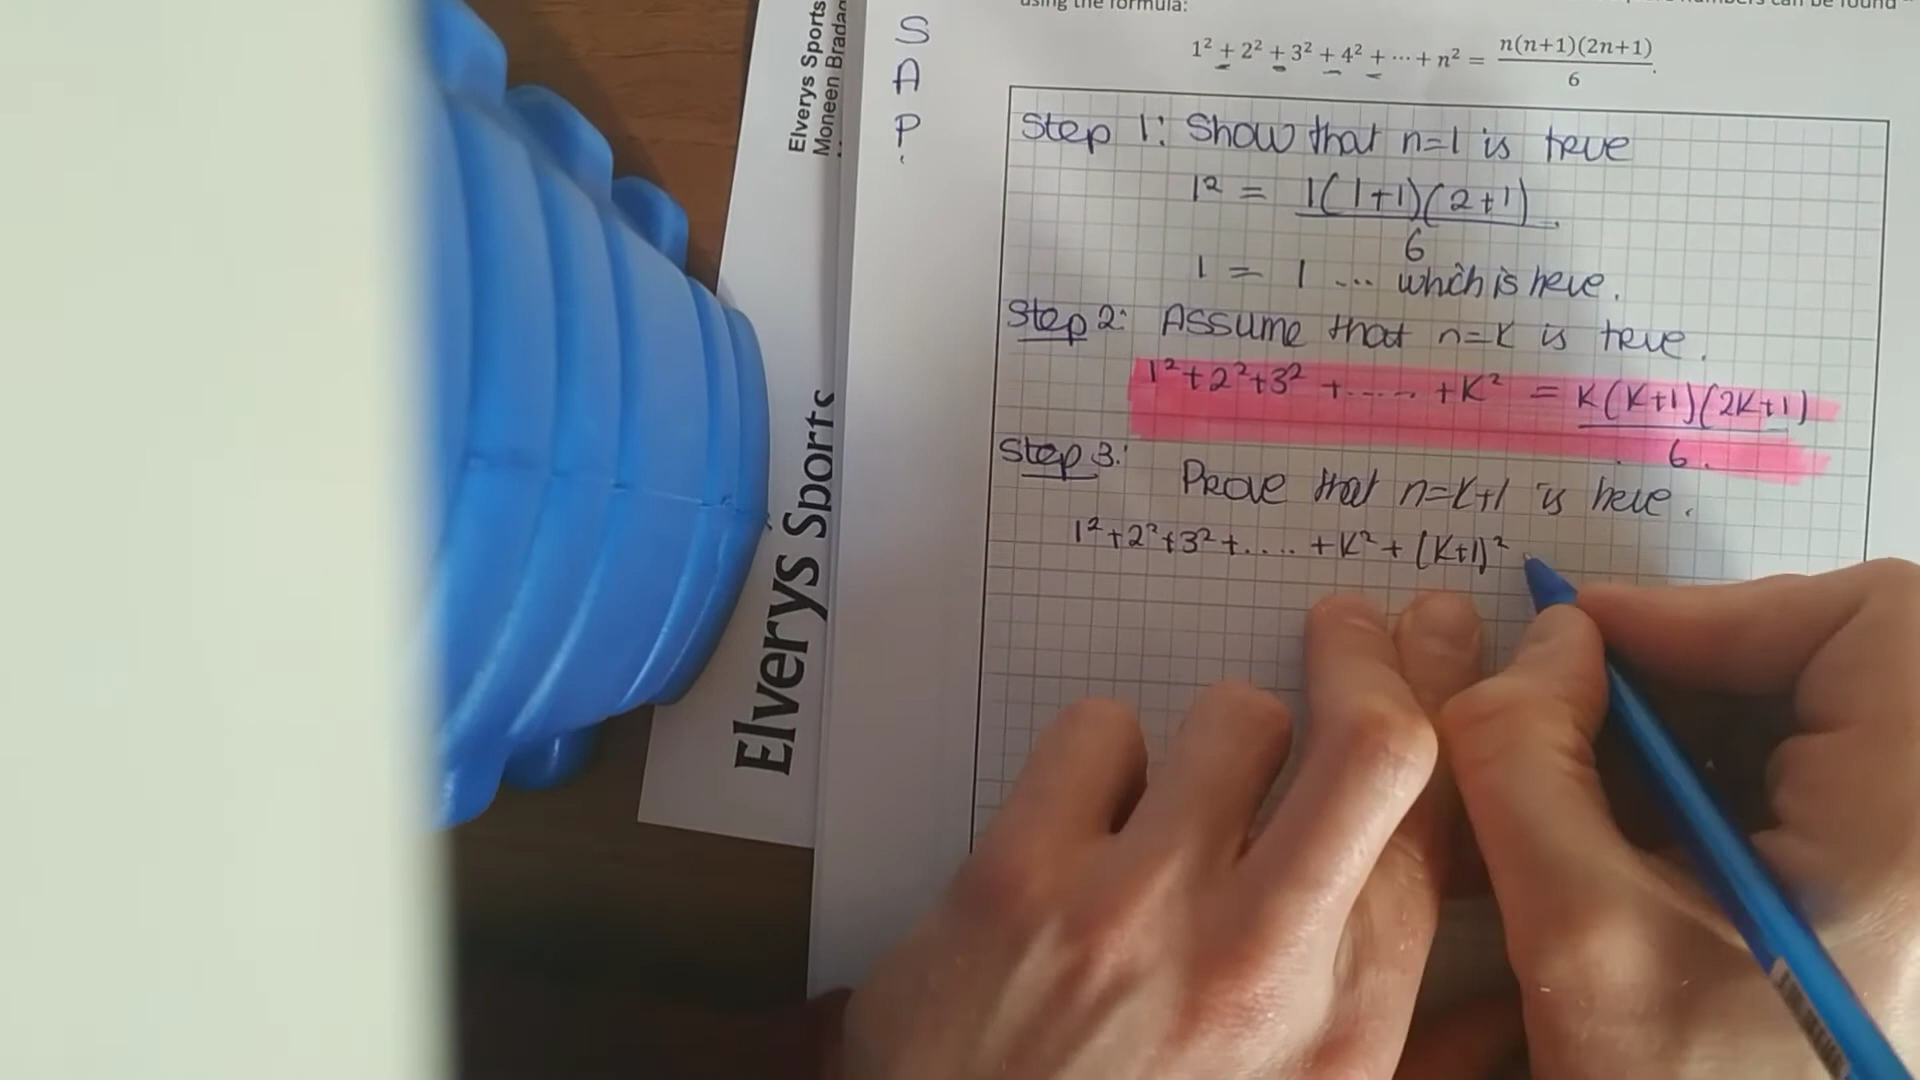 using the formula:
1² + 2² + 3² + 4² + ⋯ + n² = n(n+1)(2n+1)/6.
S
A
P
Step 1: Show that n=1 is true
1² = 1(1+1)(2+1)/6.
1 = 1 ... which is true.
Step 2: Assume that n=K is true.
1²+2²+3² +...... +K² = K(K+1)(2K+1)/6.
Step 3:
Prove that n=K+1 is true.
1²+2²+3²+..... +K²+(K+1)²
Elverys Sports
Elverys Sports